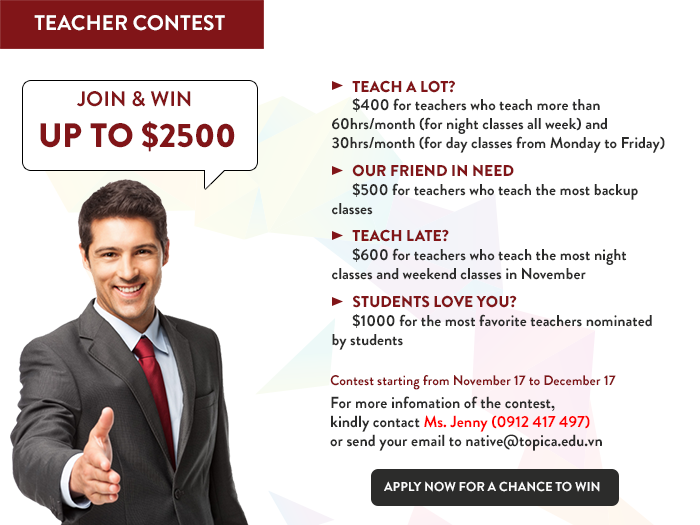 TEACHER CONTEST
JOIN & WIN
UP TO $2500
► TEACH A LOT?
$400 for teachers who teach more than
60hrs/month (for night classes all week) and
30hrs/month (for day classes from Monday to Friday)
► OUR FRIEND IN NEED
$500 for teachers who teach the most backup
classes
► TEACH LATE?
$600 for teachers who teach the most night
classes and weekend classes in November
► STUDENTS LOVE YOU?
$1000 for the most favorite teachers nominated
by students
Contest starting from November 17 to December 17
For more infomation of the contest,
kindly contact Ms. Jenny (0912 417 497)
or send your email to native@topica.edu.vn
APPLY NOW FOR A CHANCE TO WIN